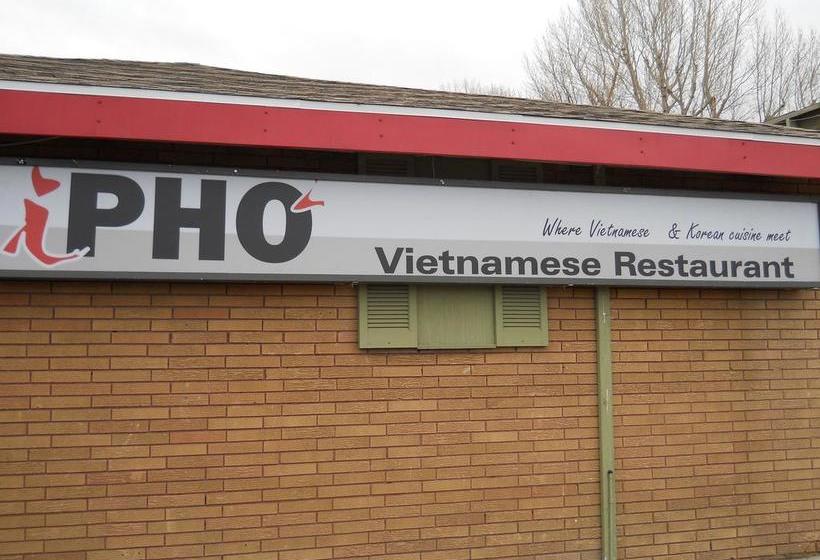 iPHO
Where Vietnamese & Korean cuisine meet
Vietnamese Restaurant